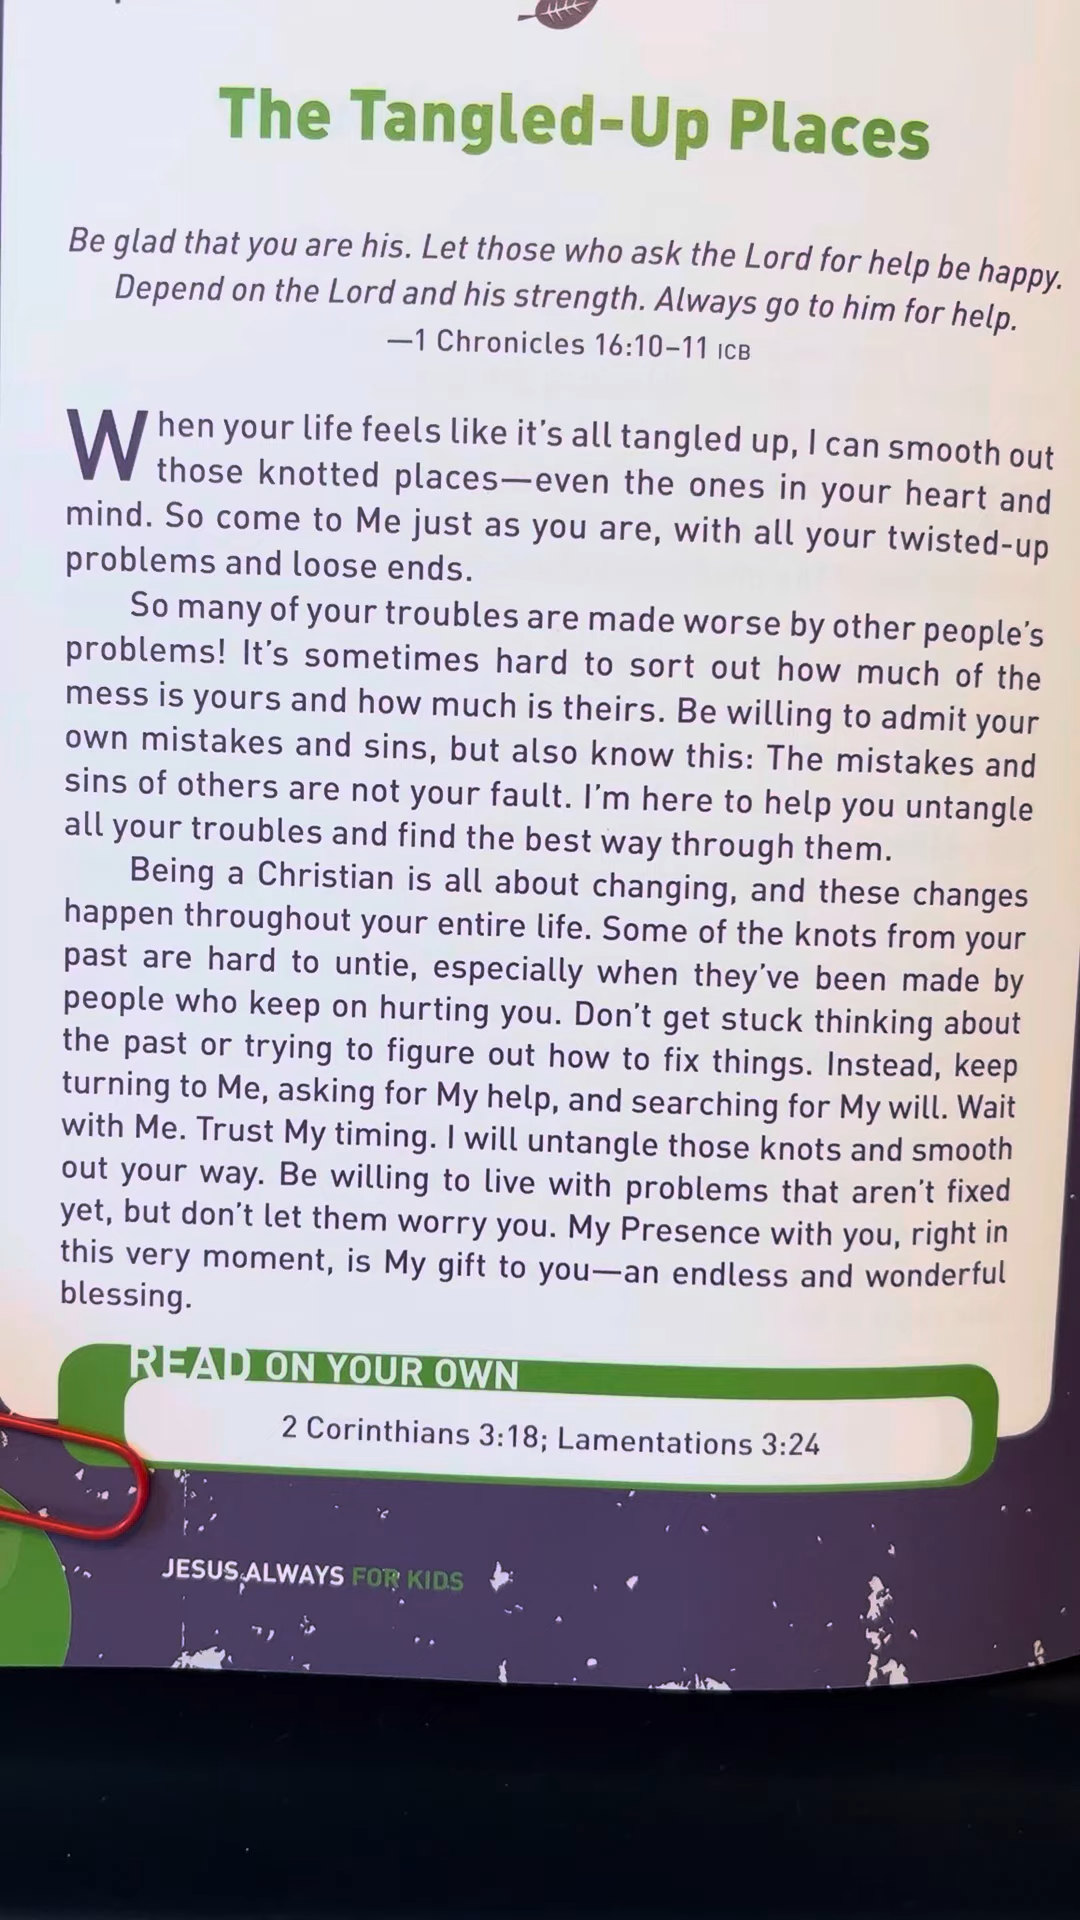 The Tangled-Up Places
Be glad that you are his. Let those who ask the Lord for help be happy.
Depend on the Lord and his strength. Always go to him for help.
—1 Chronicles 16:10–11 ICB
When your life feels like it's all tangled up, I can smooth out
those knotted places—even the ones in your heart and
mind. So come to Me just as you are, with all your twisted-up
problems and loose ends.
So many of your troubles are made worse by other people's
problems! It's sometimes hard to sort out how much of the
mess is yours and how much is theirs. Be willing to admit your
own mistakes and sins, but also know this: The mistakes and
sins of others are not your fault. I'm here to help you untangle
all your troubles and find the best way through them.
Being a Christian is all about changing, and these changes
happen throughout your entire life. Some of the knots from your
past are hard to untie, especially when they've been made by
people who keep on hurting you. Don't get stuck thinking about
the past or trying to figure out how to fix things. Instead, keep
turning to Me, asking for My help, and searching for My will. Wait
with Me. Trust My timing. I will untangle those knots and smooth
out your way. Be willing to live with problems that aren't fixed
yet, but don't let them worry you. My Presence with you, right in
this very moment, is My gift to you—an endless and wonderful
blessing.
READ ON YOUR OWN
2 Corinthians 3:18; Lamentations 3:24
JESUS ALWAYS FOR KIDS